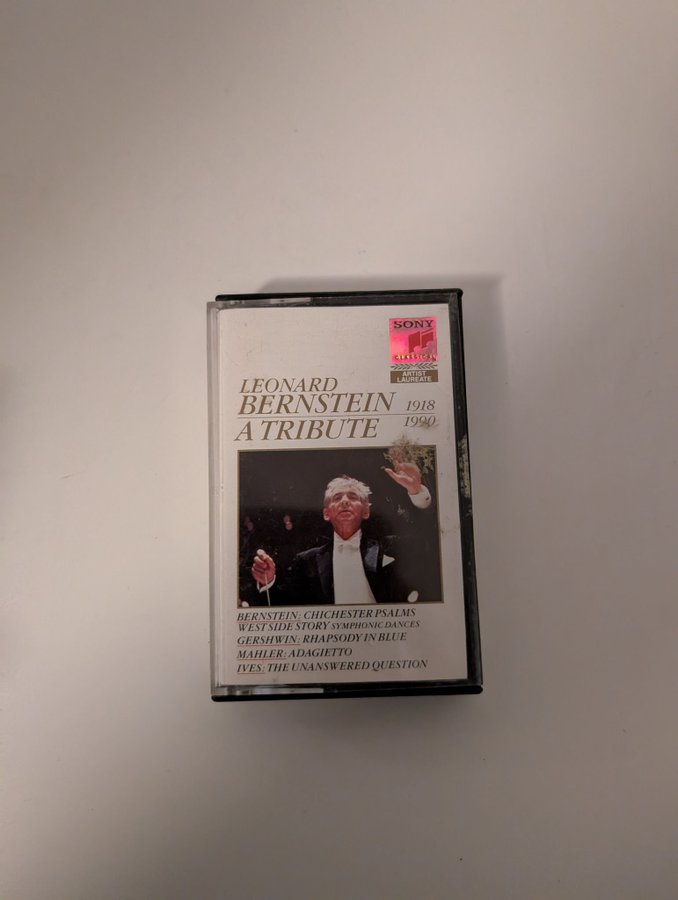 SONY
CLASSICAL
ARTIST
LAUREATE
LEONARD
BERNSTEIN 1918
A TRIBUTE 1990
BERNSTEIN: CHICHESTER PSALMS
WEST SIDE STORY SYMPHONIC DANCES
GERSHWIN: RHAPSODY IN BLUE
MAHLER: ADAGIETTO
IVES: THE UNANSWERED QUESTION